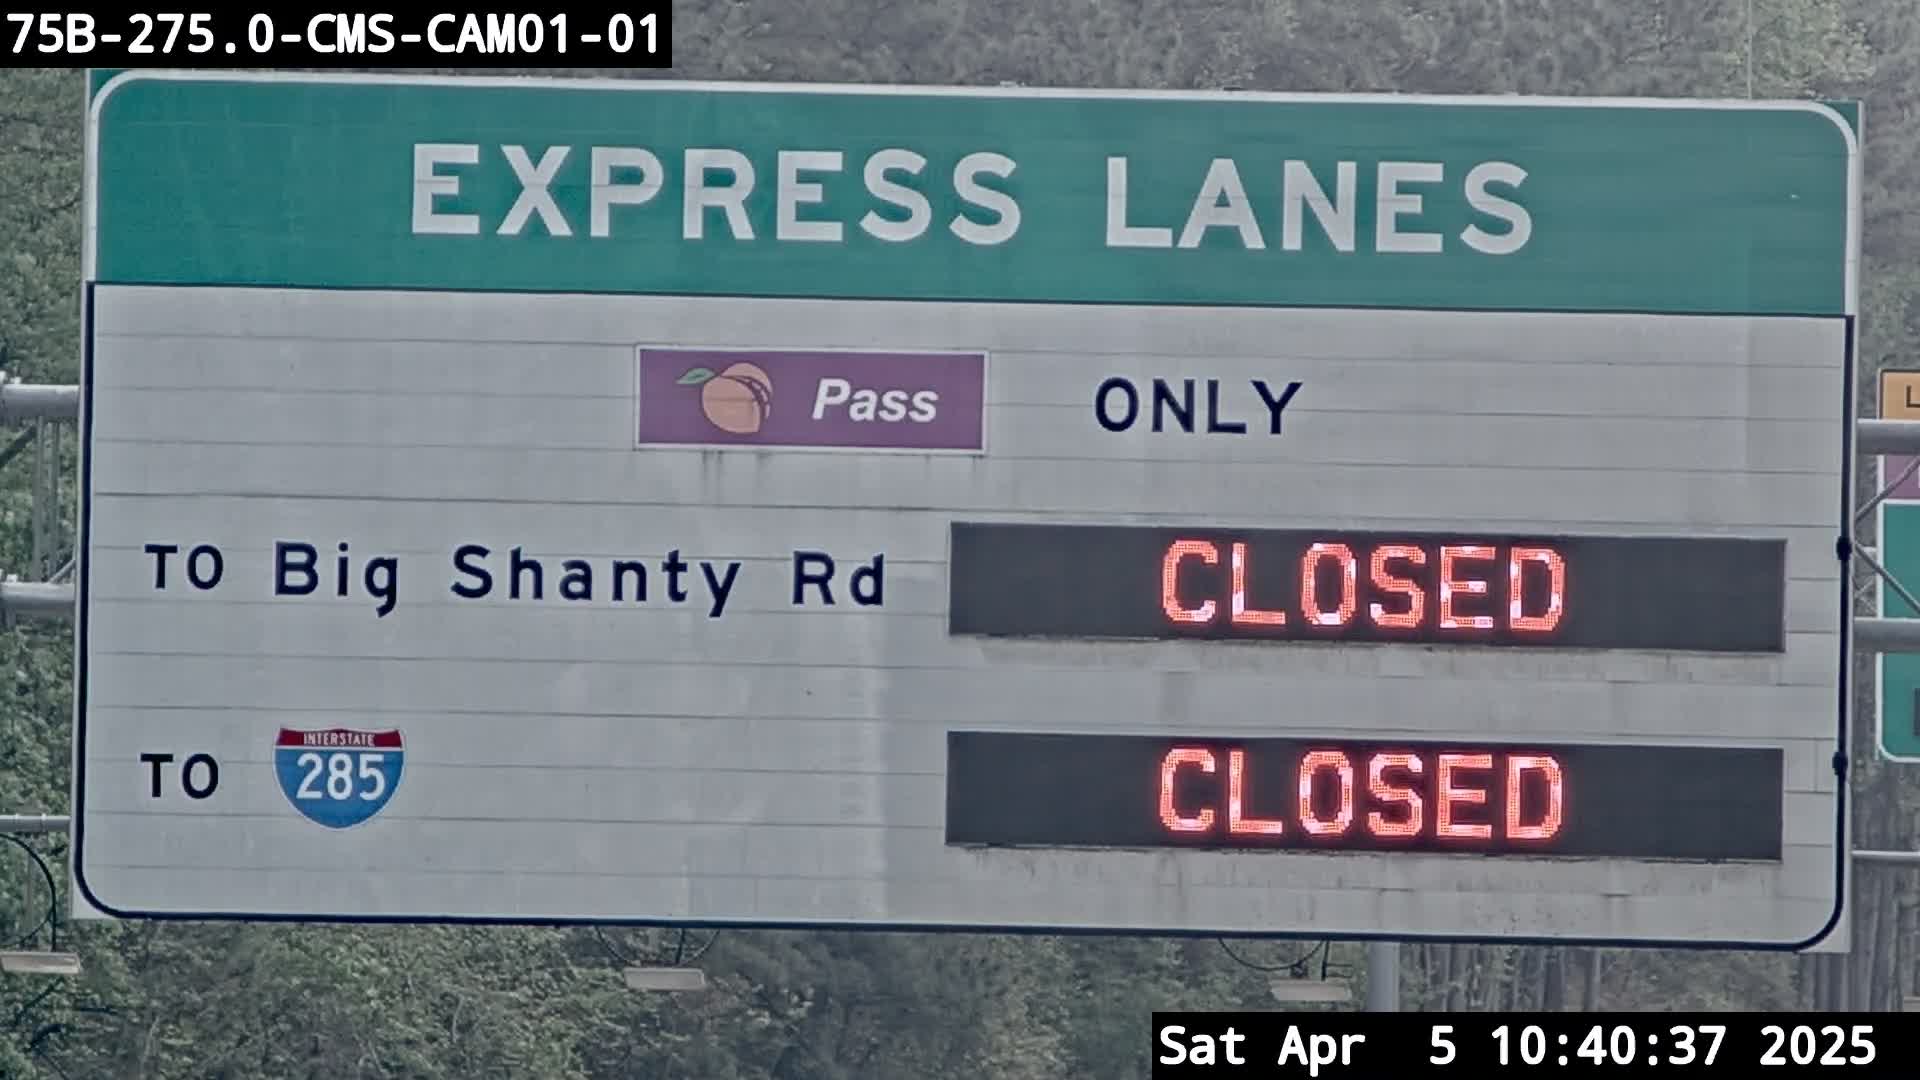 75B-275.0-CMS-CAM01-01
EXPRESS LANES
Pass ONLY
TO Big Shanty Rd CLOSED
TO INTERSTATE 285 CLOSED
Sat Apr 5 10:40:37 2025